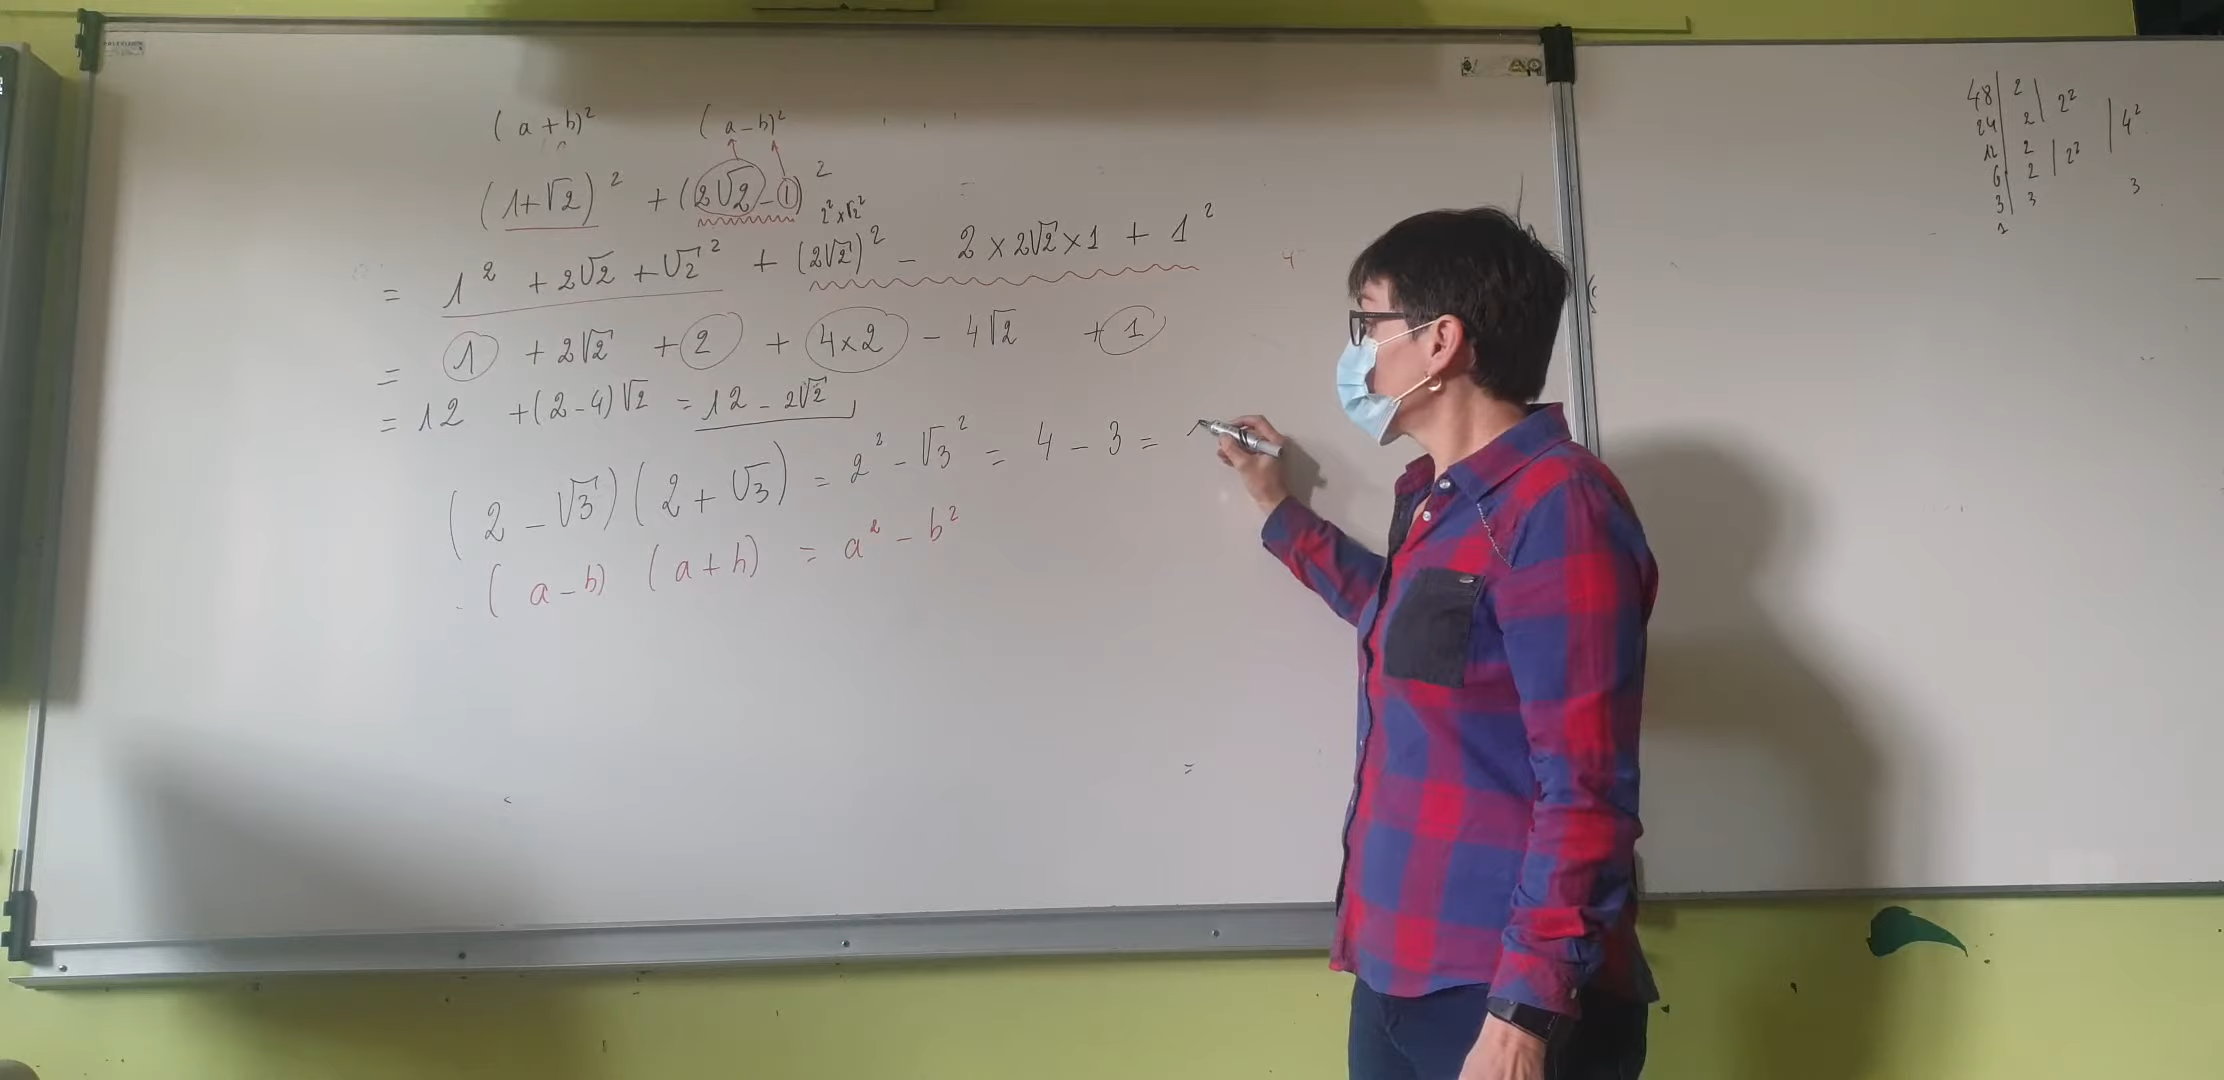 (a+b)² (a-b)²
(1+√2)² + (2√2-1)²
2²×√2²
= 1² + 2√2 + √2² + (2√2)² - 2×2√2×1 + 1²
= 1 + 2√2 + 2 + 4×2 - 4√2 + 1
= 12 + (2-4)√2 = 12 - 2√2
(2-√3)(2+√3) = 2² - √3² = 4 - 3 = 1
(a-b) (a+b) = a² - b²
48 | 2 | 2² | 4²
24 | 2
12 | 2 | 2²
6 | 2
3 | 3 3
1